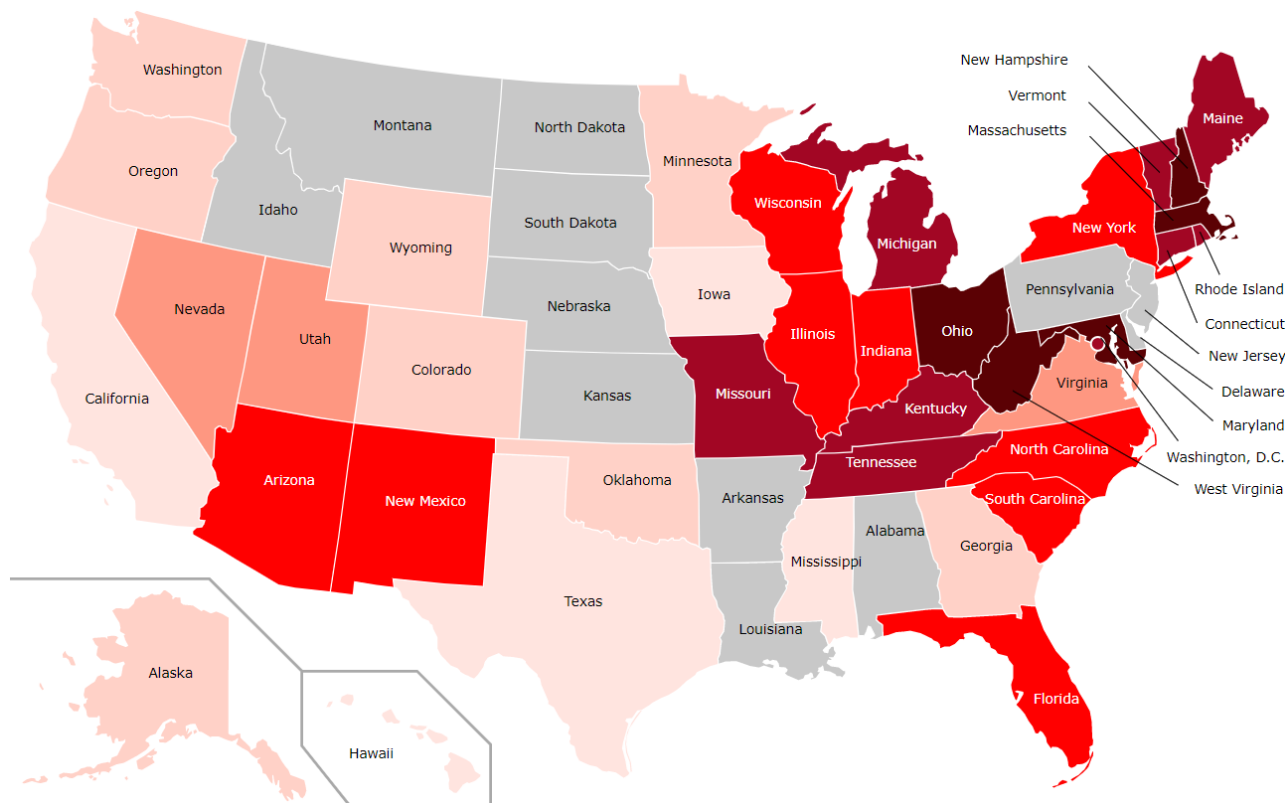 New Hampshire
Vermont
Massachusetts
Maine
Washington
Montana
North Dakota
Minnesota
Oregon
Idaho
South Dakota
Wisconsin
Wyoming
Michigan
New York
Rhode Island
Connecticut
New Jersey
Delaware
Maryland
Washington, D.C.
West Virginia
Pennsylvania
Iowa
Nebraska
Nevada
Utah
Illinois
Indiana
Ohio
Colorado
California
Kansas
Missouri
Kentucky
Virginia
North Carolina
Tennessee
Arizona
New Mexico
Oklahoma
Arkansas
South Carolina
Alabama
Georgia
Mississippi
Texas
Louisiana
Alaska
Florida
Hawaii